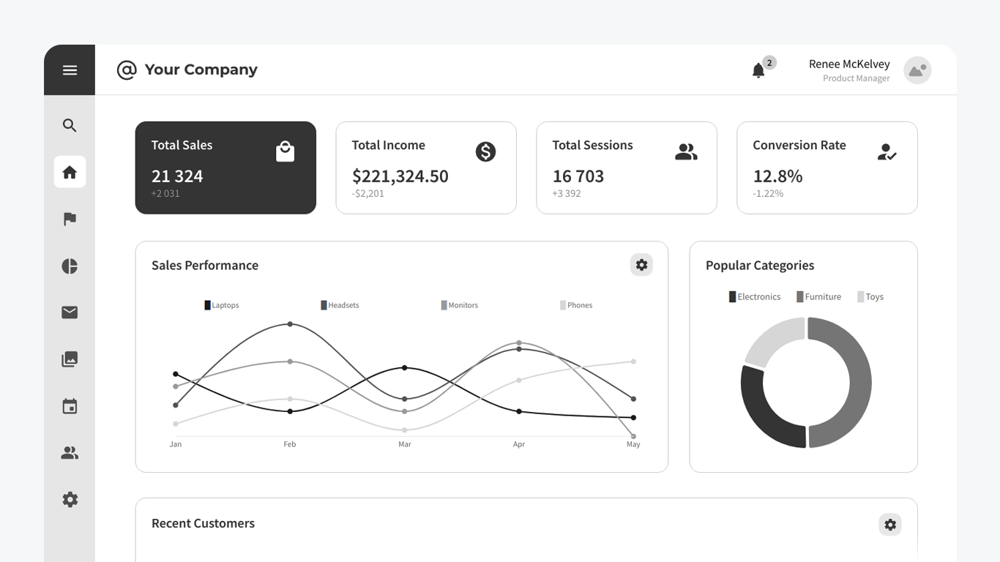 @ Your Company
2
Renee McKelvey
Product Manager
Total Sales
21 324
+2 031
Total Income
$
$221,324.50
-$2,201
Total Sessions
16 703
+3 392
Conversion Rate
12.8%
-1.22%
Sales Performance
Laptops Headsets Monitors Phones
Jan Feb Mar Apr May
Popular Categories
Electronics Furniture Toys
Recent Customers